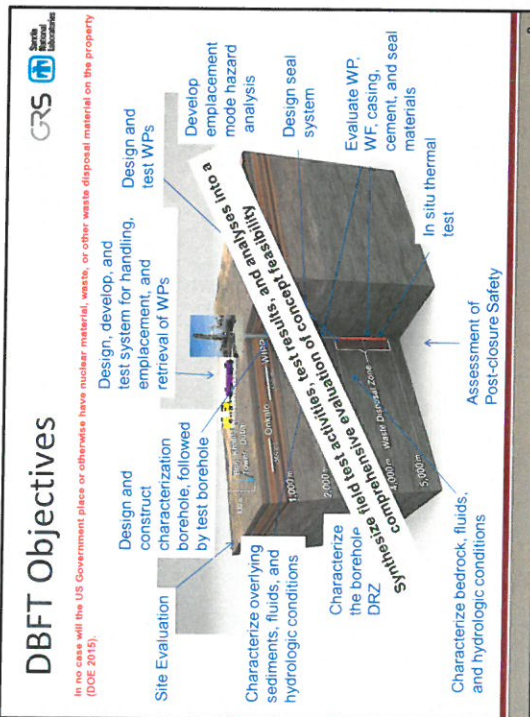 DBFT Objectives
GRS
Sandia
National
Laboratories
In no case will the US Government place or otherwise have nuclear material, waste, or other waste disposal material on the property
(DOE 2015).
Site Evaluation
Design and
construct
characterization
borehole, followed
by test borehole
Design, develop, and
test system for handling,
emplacement, and
retrieval of WPs
Design and
test WPs
Develop
emplacement
mode hazard
analysis
Characterize overlying
sediments, fluids, and
hydrologic conditions
Design seal
system
Characterize
the borehole
DRZ
Evaluate WP,
WF, casing,
cement, and seal
materials
Synthesize field test activities, test results, and analyses into a
comprehensive evaluation of concept feasibility
Onkalo
WIPP
1,000 m
2,000 m
4,000 m
Waste Disposal Zone
5,000 m
In situ thermal
test
Characterize bedrock, fluids,
and hydrologic conditions
Assessment of
Post-closure Safety